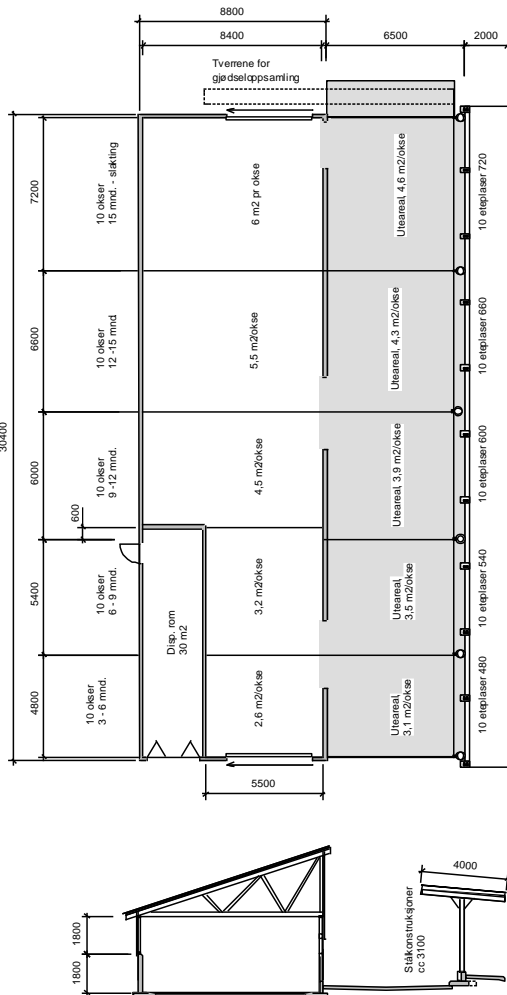 8800
8400
6500
2000
Tverrene for
gjødseloppsamling
30400
7200
6600
6000
600
5400
4800
10 okser
15 mnd. - slakting
10 okser
12 -15 mnd.
10 okser
9 -12 mnd.
10 okser
6 - 9 mnd.
10 okser
3 - 6 mnd.
6 m2 pr okse
5,5 m2/okse
4,5 m2/okse
3,2 m2/okse
2,6 m2/okse
Disp. rom
30 m2
Uteareal, 4,6 m2/okse
Uteareal, 4,3 m2/okse
Uteareal, 3,9 m2/okse
Uteareal,
3,5 m2/okse
Uteareal,
3,1 m2/okse
10 eteplaser 720
10 eteplaser 660
10 eteplaser 600
10 eteplaser 540
10 eteplaser 480
5500
1800
1800
4000
Stålkonstruksjoner
cc 3100